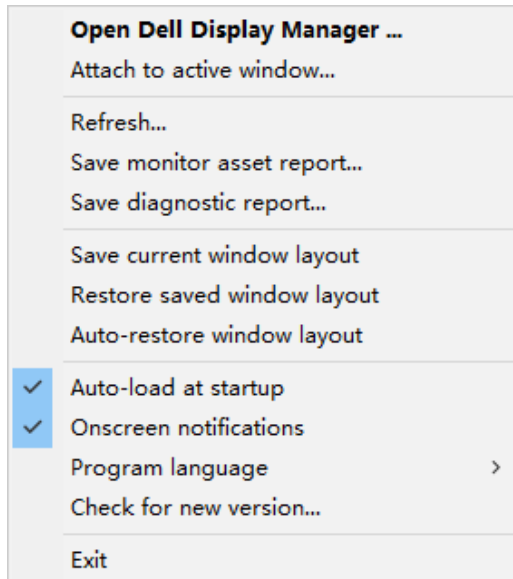 Open Dell Display Manager ...
Attach to active window...
Refresh...
Save monitor asset report...
Save diagnostic report...
Save current window layout
Restore saved window layout
Auto-restore window layout
Auto-load at startup
Onscreen notifications
Program language
Check for new version...
Exit